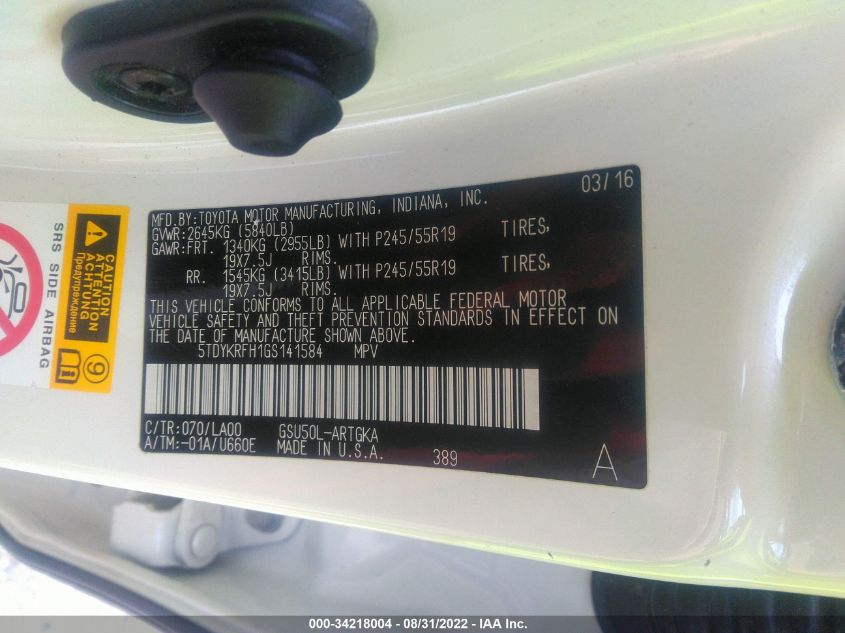 03/16
MFD.BY:TOYOTA MOTOR MANUFACTURING, INDIANA, INC.
GVWR:2645KG (5840LB)
GAWR:FRT. 1340KG (2955LB) WITH P245/55R19 TIRES,
19X7.5J RIMS.
RR. 1545KG (3415LB) WITH P245/55R19 TIRES,
19X7.5J RIMS.
THIS VEHICLE CONFORMS TO ALL APPLICABLE FEDERAL MOTOR
VEHICLE SAFETY AND THEFT PREVENTION STANDARDS IN EFFECT ON
THE DATE OF MANUFACTURE SHOWN ABOVE.
5TDYKRFH1GS141584 MPV
C/TR:070/LA00 GSU50L-ARTGKA
A/TM:-01A/U660E MADE IN U.S.A. 389 A
SRS SIDE AIRBAG
CAUTION
ATTENTION
ACHTUNG
Предупреждение
9
000-34218004 - 08/31/2022 - IAA Inc.